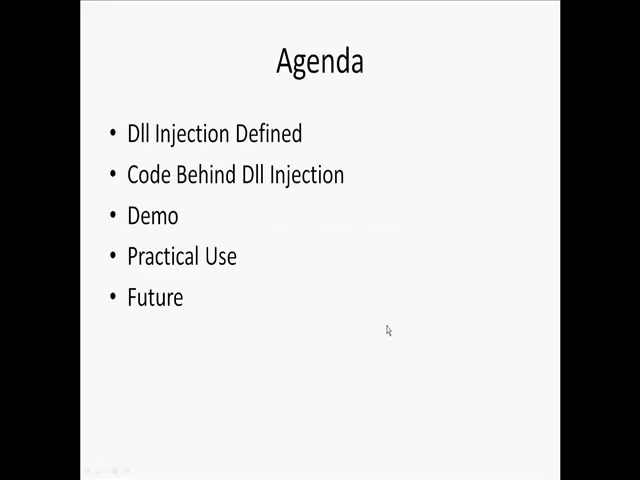 Agenda
• Dll Injection Defined
• Code Behind Dll Injection
• Demo
• Practical Use
• Future